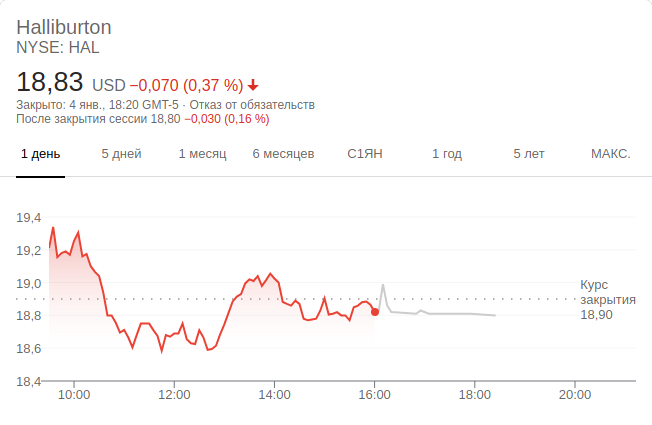 Halliburton
NYSE: HAL
18,83 USD −0,070 (0,37 %)
Закрыто: 4 янв., 18:20 GMT-5 · Отказ от обязательств
После закрытия сессии 18,80 −0,030 (0,16 %)
1 день 5 дней 1 месяц 6 месяцев С1ЯН 1 год 5 лет МАКС.
19,4
19,2
19,0
18,8
18,6
18,4
Курс
закрытия
18,90
10:00 12:00 14:00 16:00 18:00 20:00